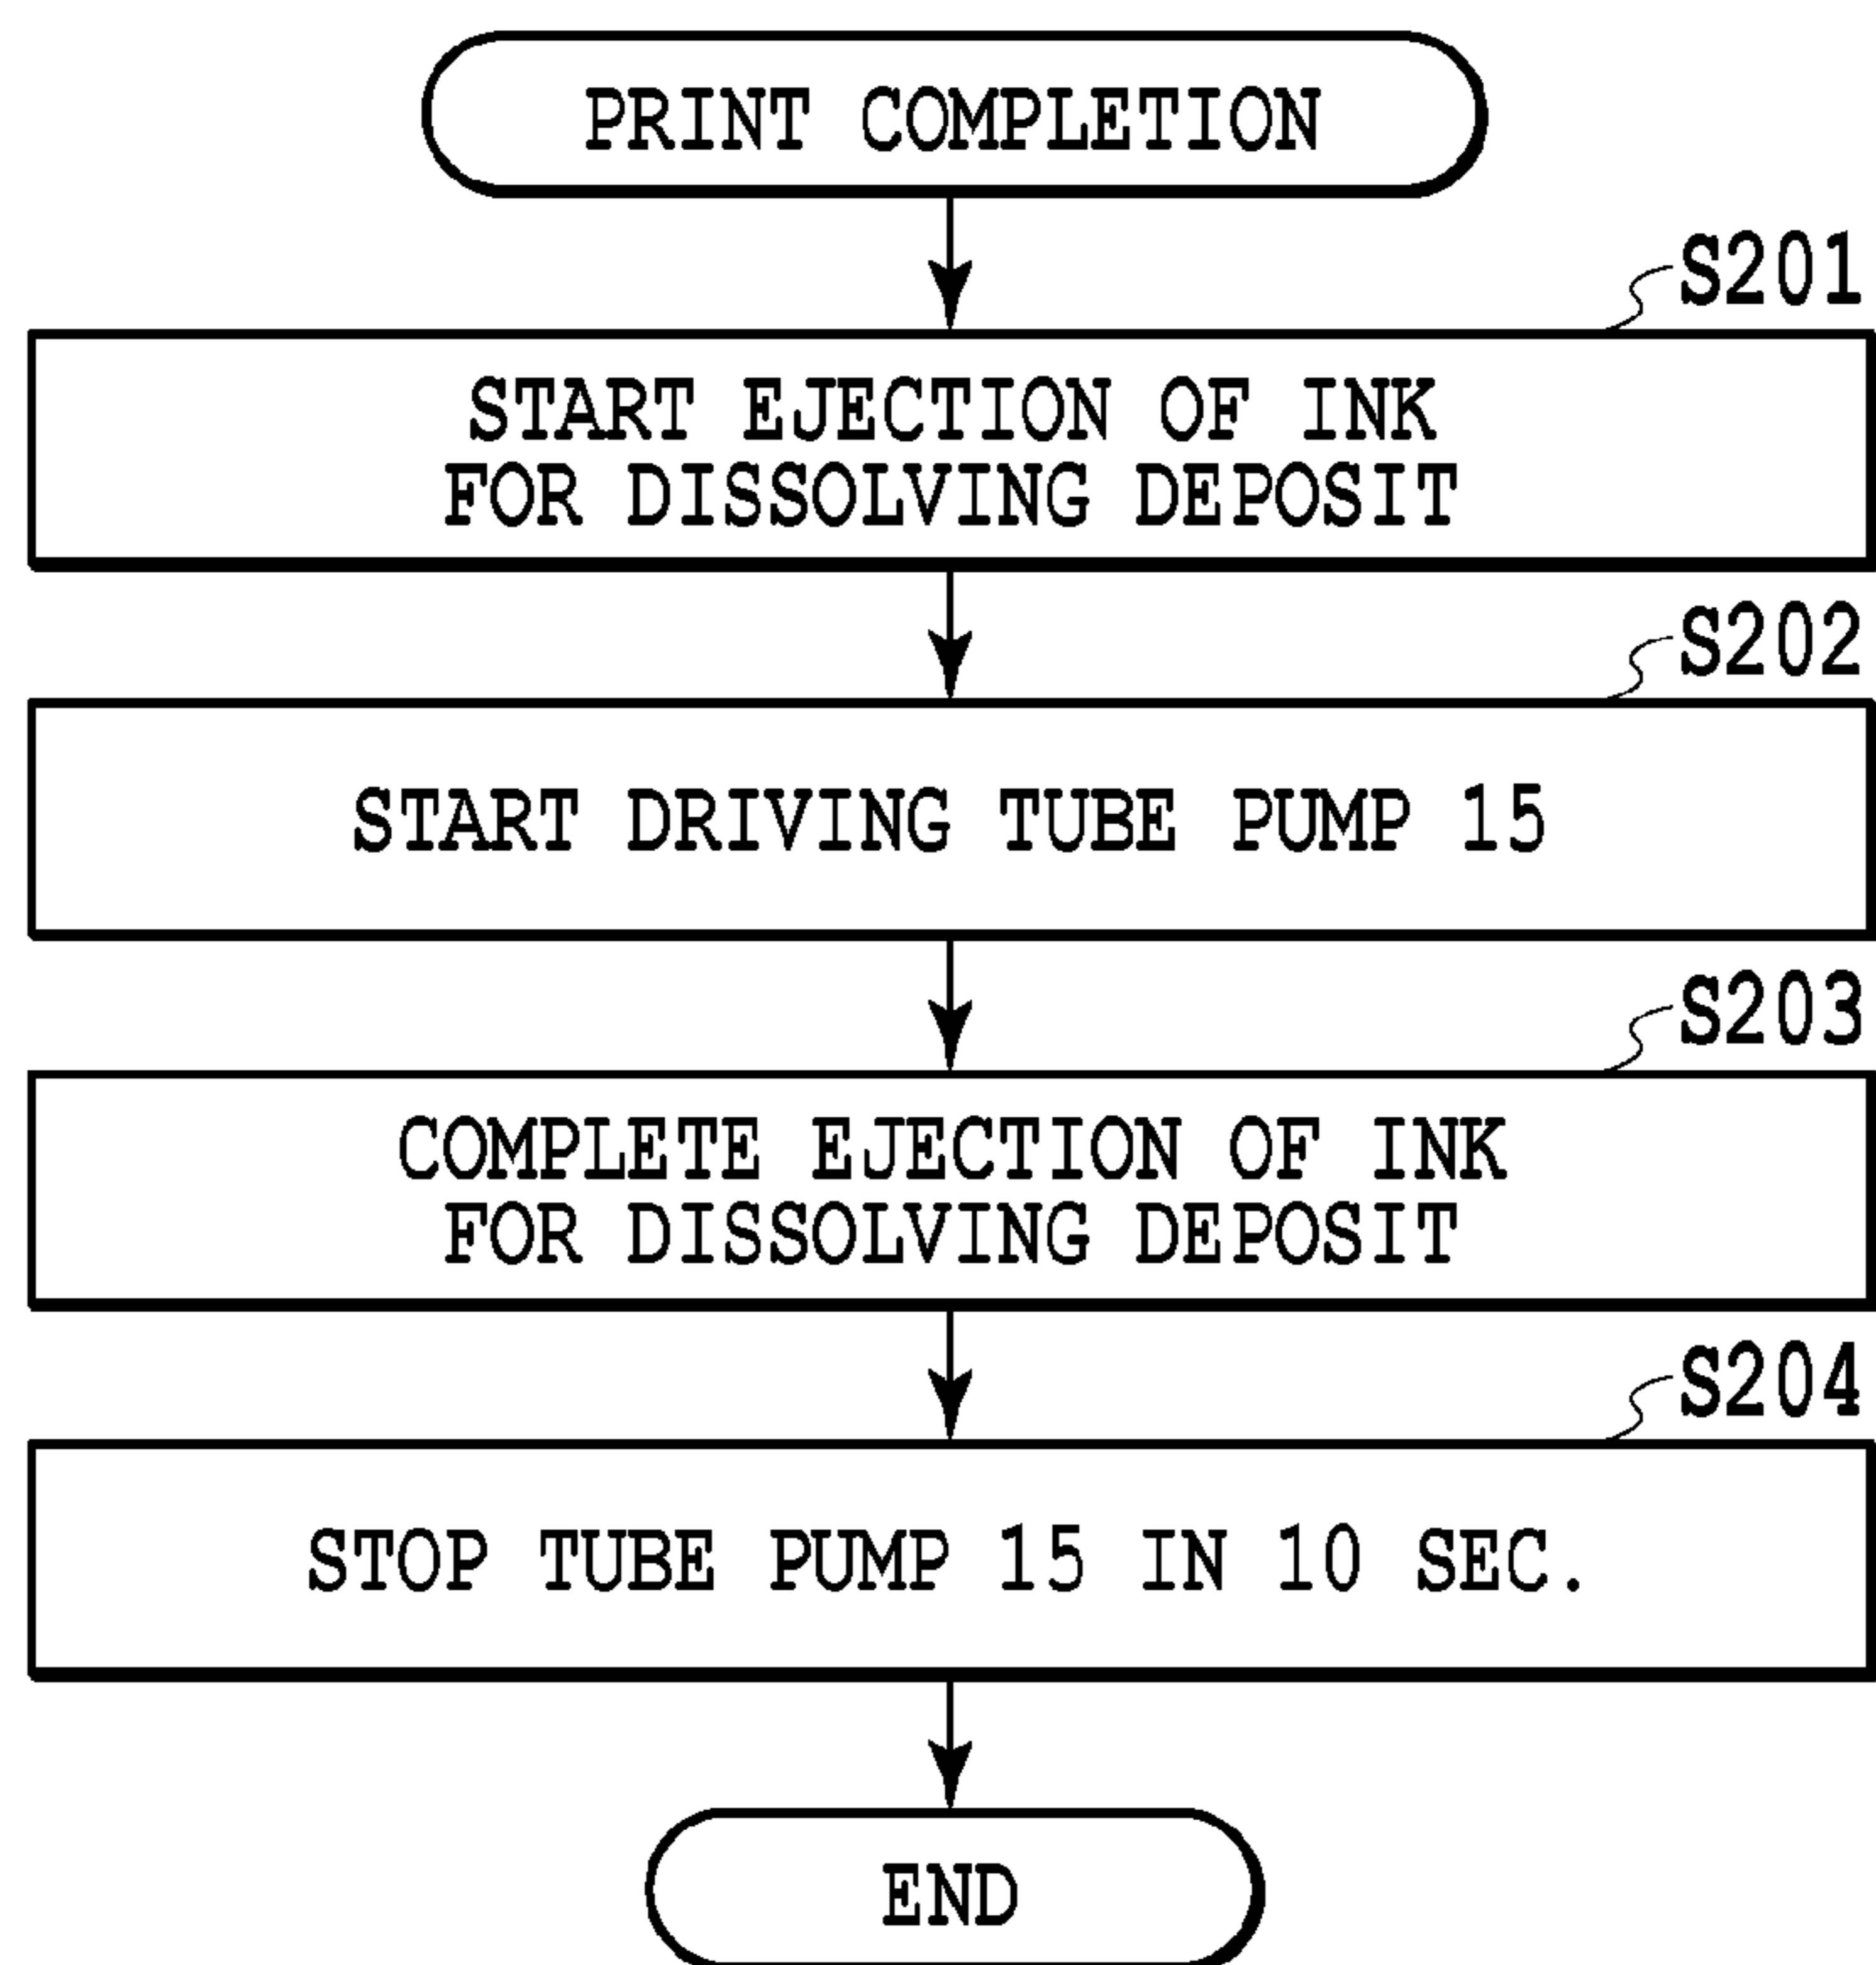 PRINT COMPLETION
S201
START EJECTION OF INK
FOR DISSOLVING DEPOSIT
S202
START DRIVING TUBE PUMP 15
S203
COMPLETE EJECTION OF INK
FOR DISSOLVING DEPOSIT
S204
STOP TUBE PUMP 15 IN 10 SEC.
END